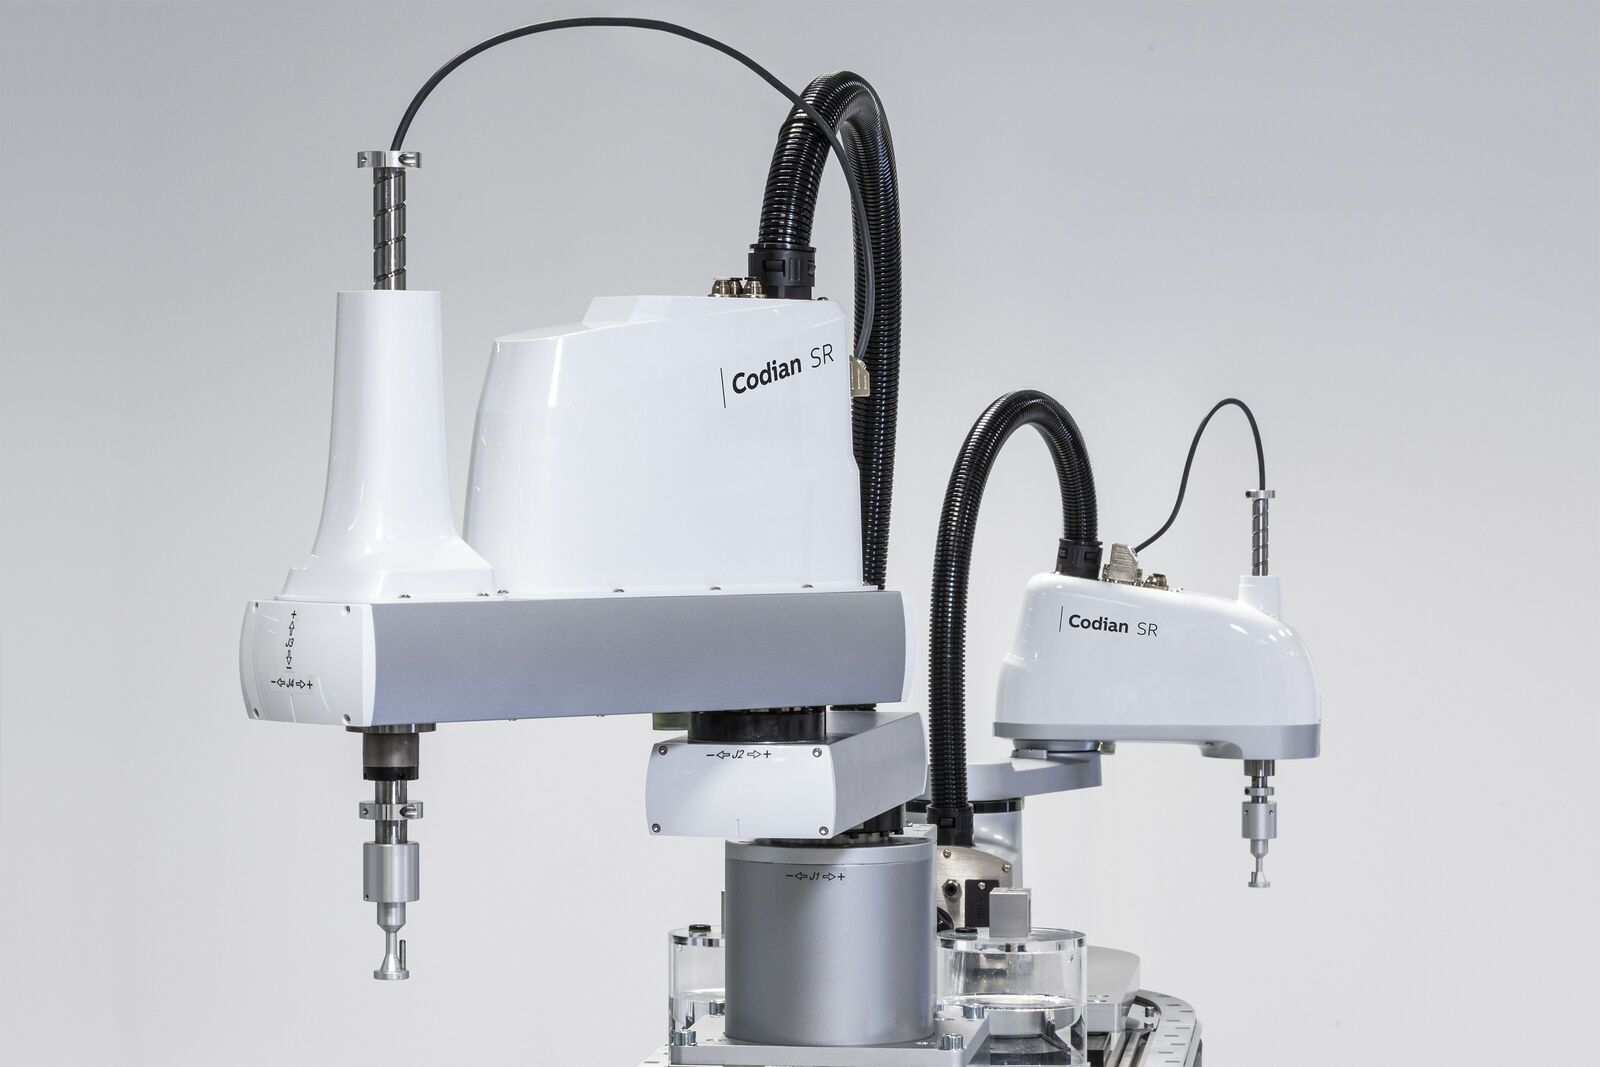 Codian SR
+
J3
-
- J4 +
- J2 +
- J1 +
Codian SR